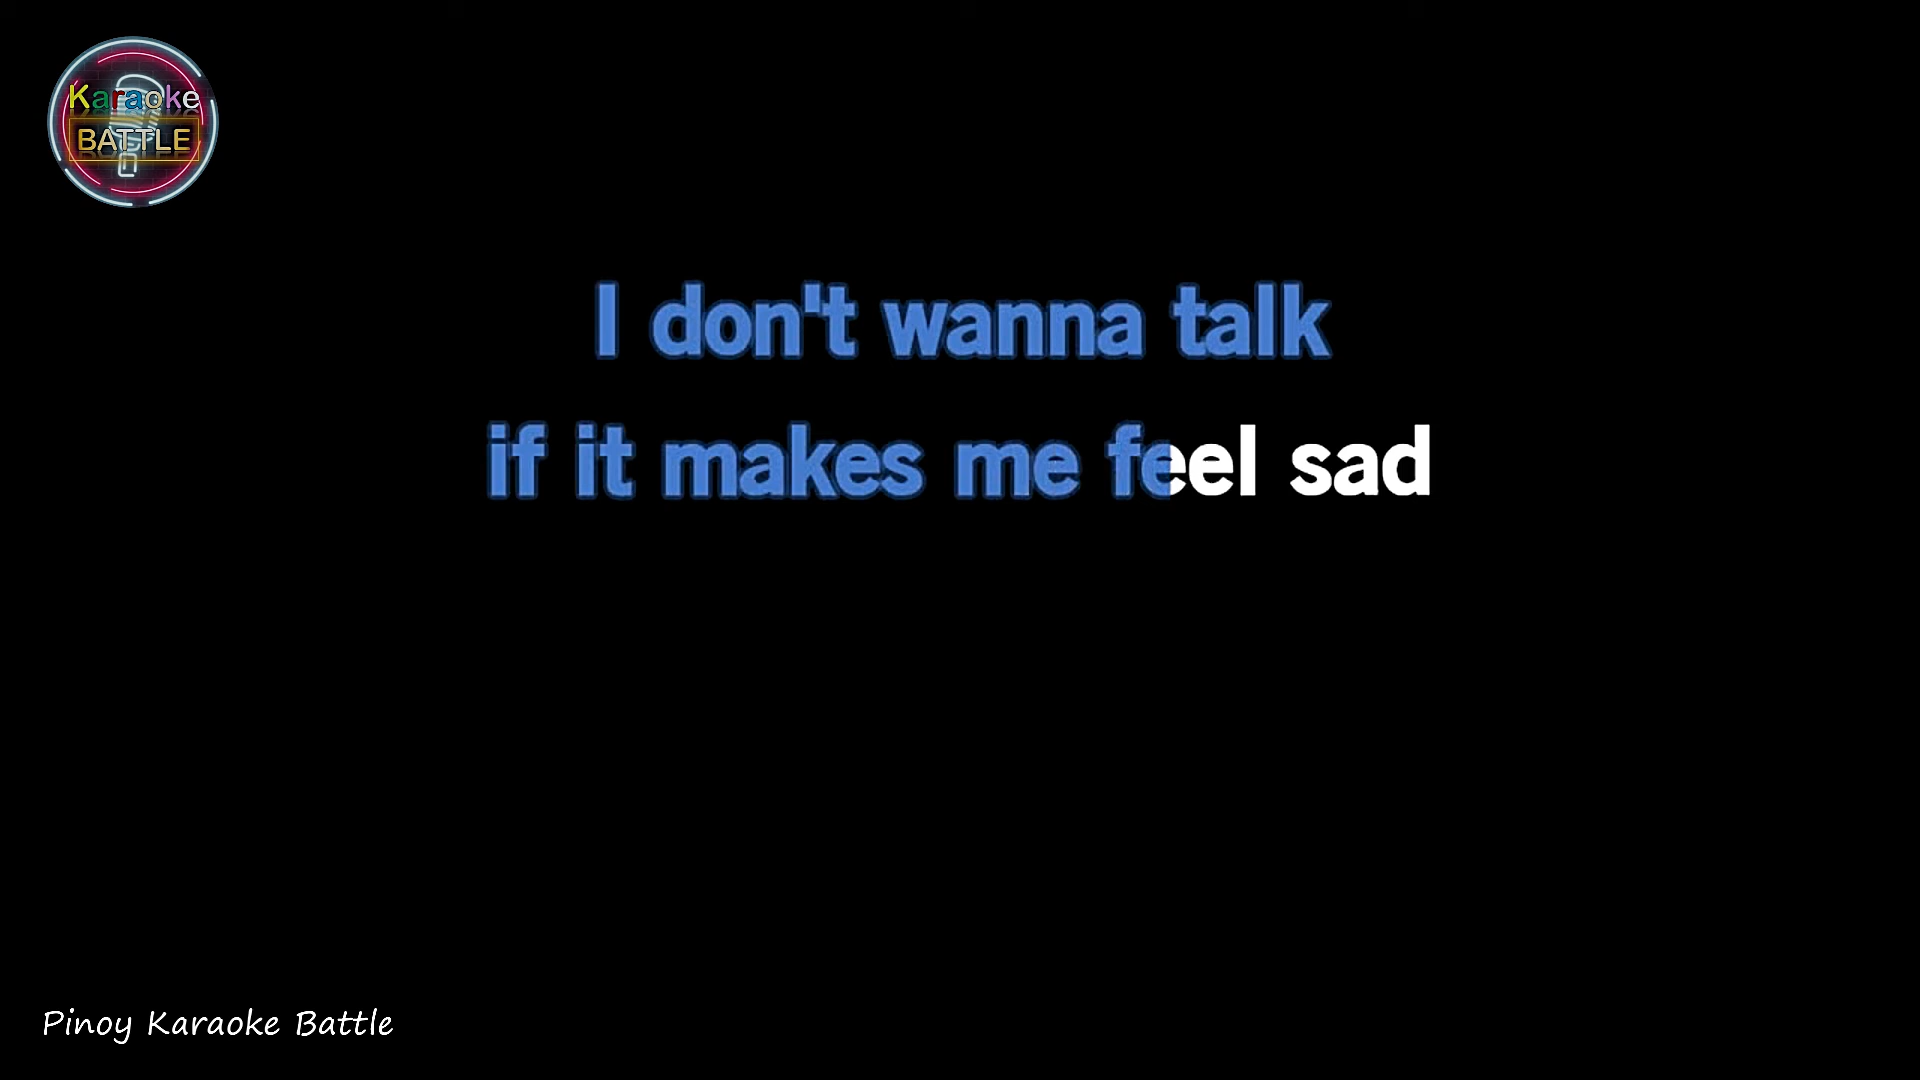 Karaoke
BATTLE
I don't wanna talk
if it makes me feel sad
Pinoy Karaoke Battle